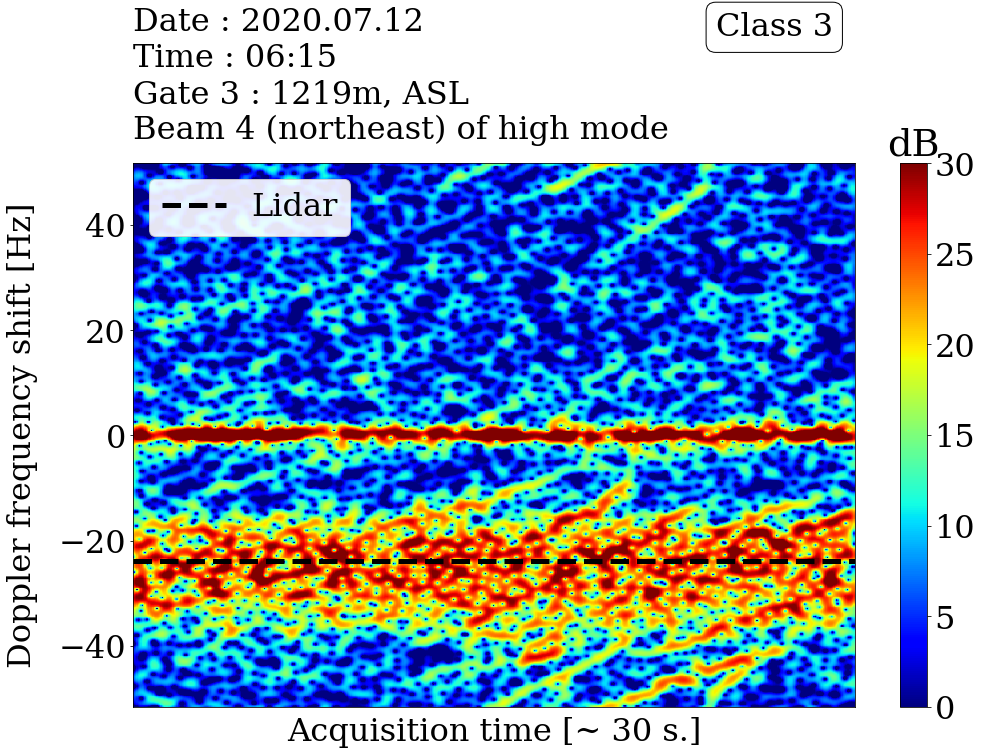 Date : 2020.07.12
Time : 06:15
Gate 3 : 1219m, ASL
Beam 4 (northeast) of high mode
Class 3
dB
Lidar
Doppler frequency shift [Hz]
40
20
0
−20
−40
30
25
20
15
10
5
0
Acquisition time [~ 30 s.]